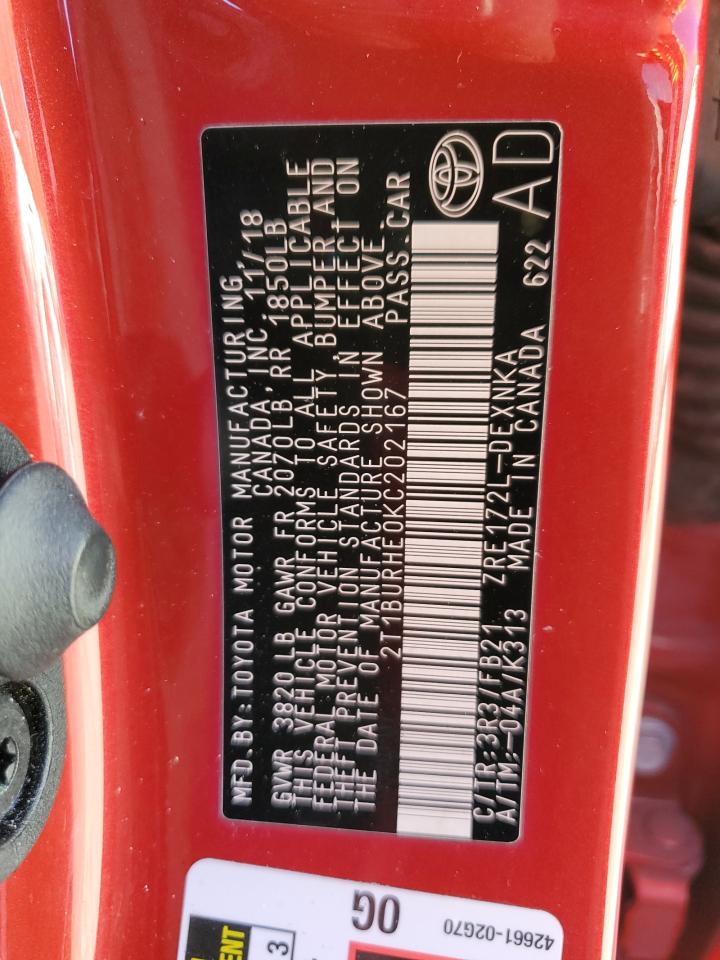 MFD.BY:TOYOTA MOTOR MANUFACTURING,
CANADA, INC. 11/18
GVWR 3820 LB GAWR FR 2070LB, RR 1850LB
THIS VEHICLE CONFORMS TO ALL APPLICABLE
FEDERAL MOTOR VEHICLE SAFETY, BUMPER, AND
THEFT PREVENTION STANDARDS IN EFFECT ON
THE DATE OF MANUFACTURE SHOWN ABOVE.
2T1BURHE0KC202167 PASS.CAR
C/TR:3R3/FB21 ZRE172L-DEXNKA
A/TM:-04A/K313 MADE IN CANADA 622
AD
OG
42661-02G70
3